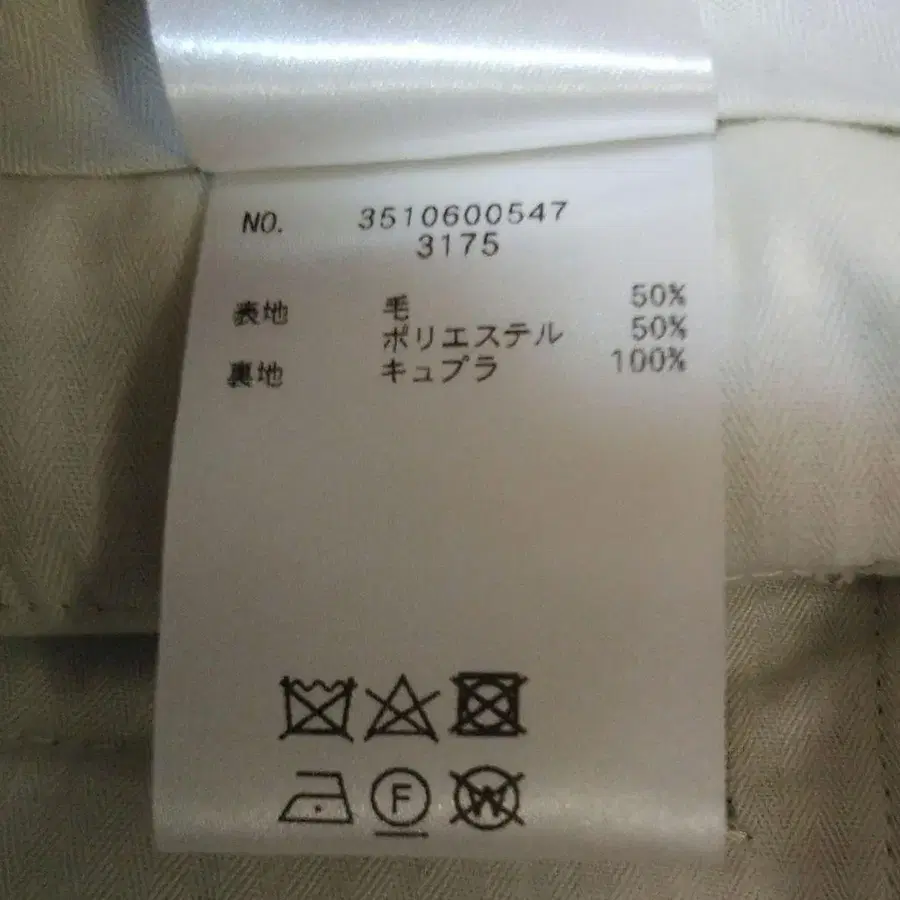 NO. 3510600547
3175
表地 毛 50%
ポリエステル 50%
裏地 キュプラ 100%
F
W